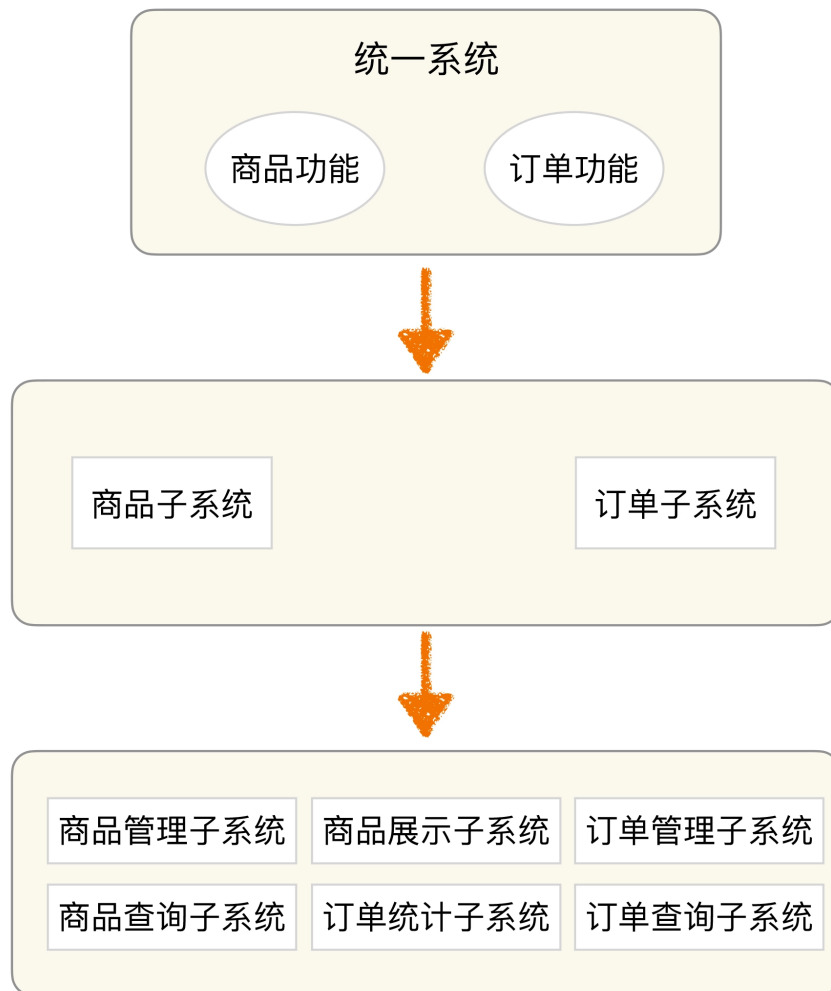 统一系统
商品功能
订单功能
商品子系统
订单子系统
商品管理子系统
商品展示子系统
订单管理子系统
商品查询子系统
订单统计子系统
订单查询子系统